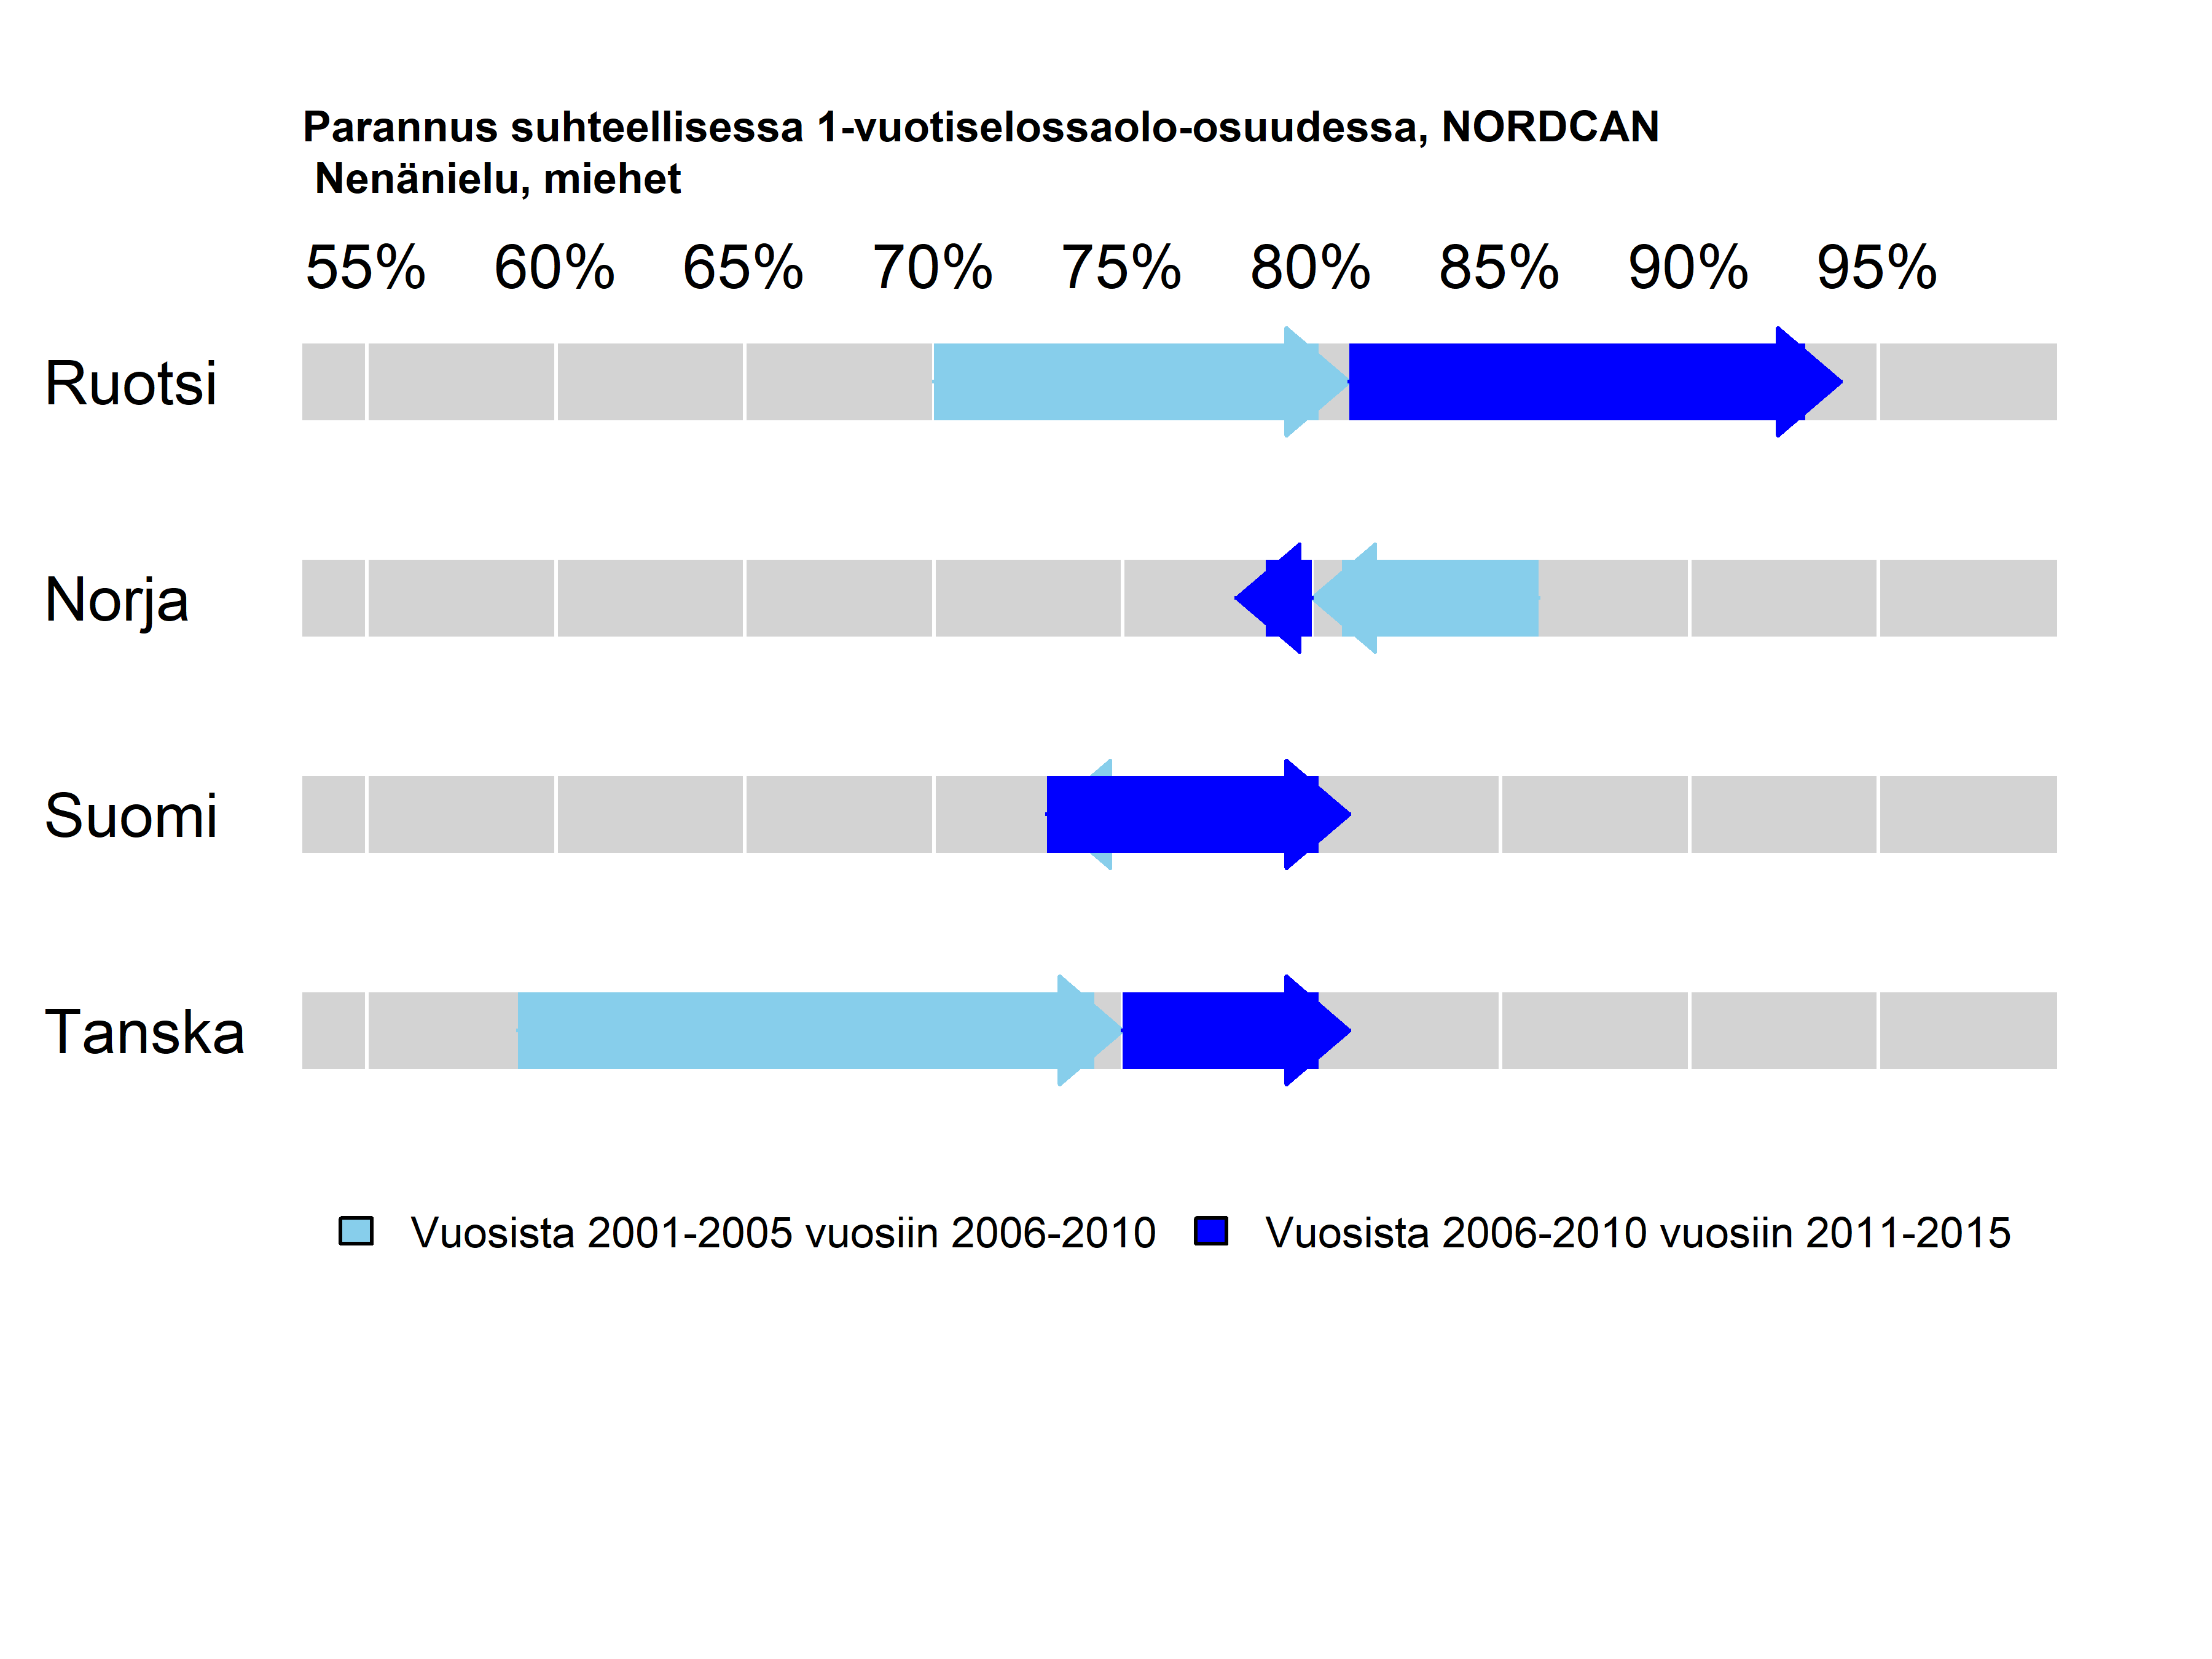 Parannus suhteellisessa 1-vuotiselossaolo-osuudessa, NORDCAN
Nenänielu, miehet
55% 60% 65% 70% 75% 80% 85% 90% 95%
Ruotsi
Norja
Suomi
Tanska
Vuosista 2001-2005 vuosiin 2006-2010 Vuosista 2006-2010 vuosiin 2011-2015